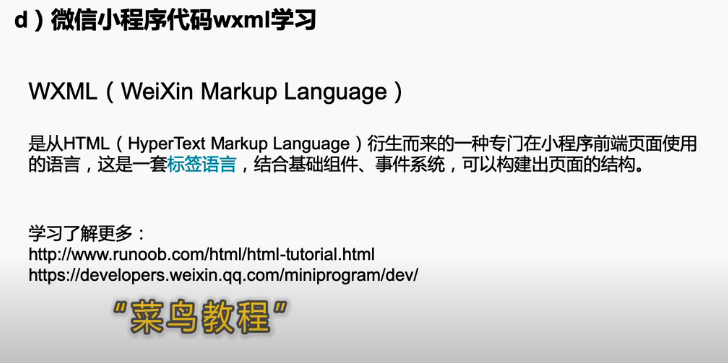 d）微信小程序代码wxml学习
WXML（WeiXin Markup Language）
是从HTML（HyperText Markup Language）衍生而来的一种专门在小程序前端页面使用
的语言，这是一套标签语言，结合基础组件、事件系统，可以构建出页面的结构。
学习了解更多：
http://www.runoob.com/html/html-tutorial.html
https://developers.weixin.qq.com/miniprogram/dev/
“菜鸟教程”